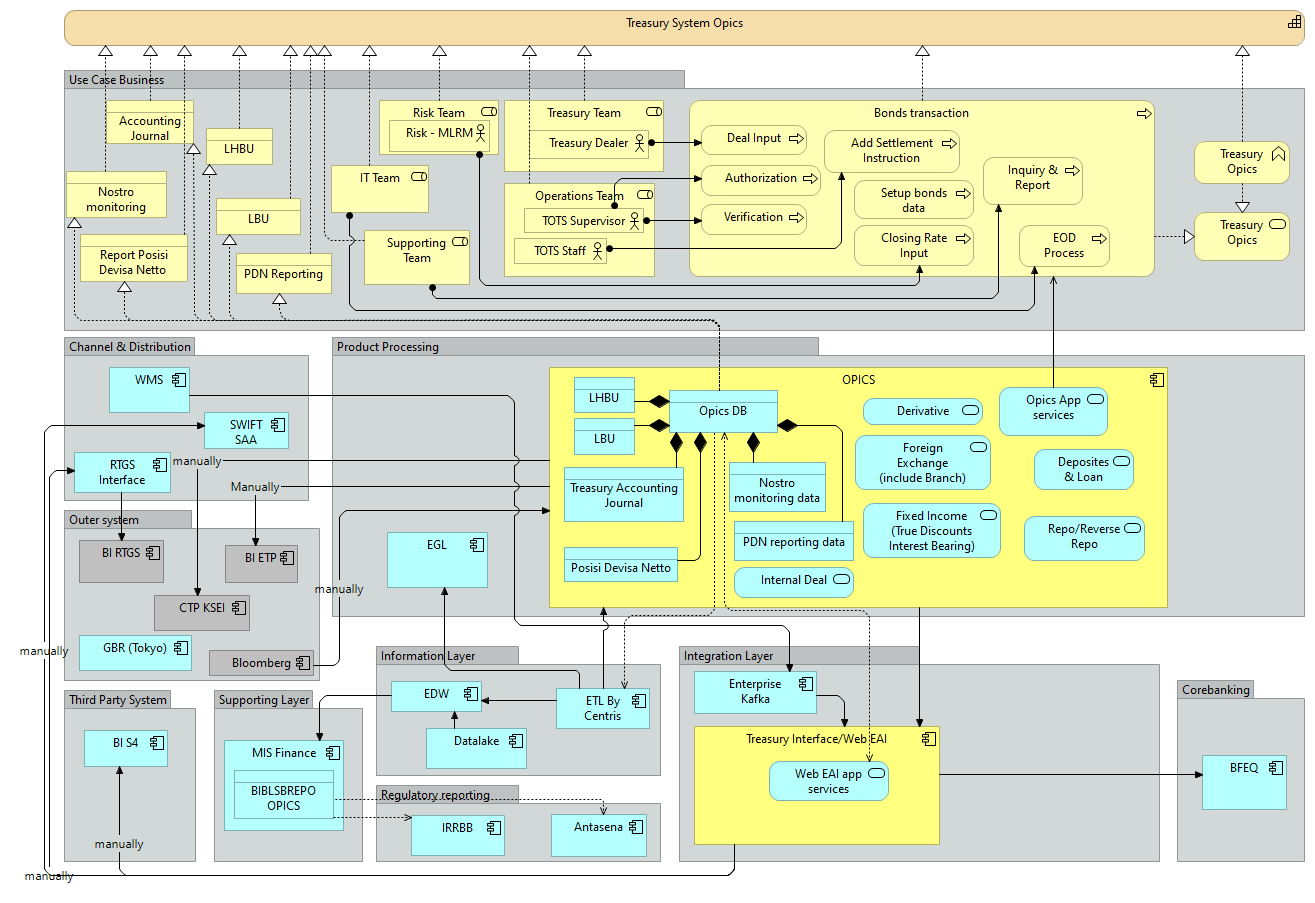 Treasury System Opics
Use Case Business
Accounting
Journal
LHBU
Nostro
monitoring
LBU
Report Posisi
Devisa Netto
PDN Reporting
Risk Team
Risk - MLRM
IT Team
Supporting
Team
Treasury Team
Treasury Dealer
Operations Team
TOTS Supervisor
TOTS Staff
Bonds transaction
Deal Input
Authorization
Verification
Add Settlement
Instruction
Setup bonds
data
Closing Rate
Input
Inquiry &
Report
EOD
Process
Treasury
Opics
Treasury
Opics
Channel & Distribution
WMS
SWIFT
SAA
RTGS
Interface
manually
Manually
Outer system
BI RTGS
BI ETP
CTP KSEI
GBR (Tokyo)
Bloomberg
manually
manually
Product Processing
EGL
OPICS
LHBU
LBU
Opics DB
Treasury Accounting
Journal
Nostro
monitoring data
PDN reporting data
Posisi Devisa Netto
Internal Deal
Derivative
Foreign
Exchange
(include Branch)
Fixed Income
(True Discounts
Interest Bearing)
Opics App
services
Deposites
& Loan
Repo/Reverse
Repo
Third Party System
BI S4
manually
manually
Supporting Layer
MIS Finance
BIBLSBREPO
OPICS
Information Layer
EDW
ETL By
Centris
Datalake
Regulatory reporting
IRRBB
Antasena
Integration Layer
Enterprise
Kafka
Treasury Interface/Web EAI
Web EAI app
services
Corebanking
BFEQ